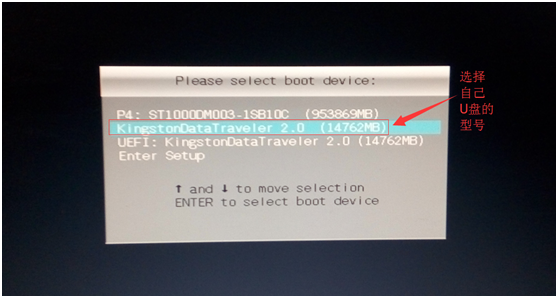 Please select boot device:
P4: ST1000DM003-1SB10C (953869MB)
KingstonDataTraveler 2.0 (14762MB)
UEFI: KingstonDataTraveler 2.0 (14762MB)
Enter Setup
↑ and ↓ to move selection
ENTER to select boot device
选择
自己
U盘的
型号